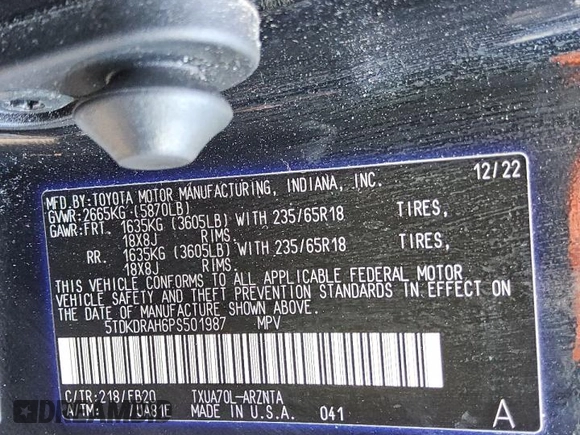 MFD.BY:TOYOTA MOTOR MANUFACTURING, INDIANA, INC. 12/22
GVWR:2665KG (5870LB)
GAWR:FRT. 1635KG (3605LB) WITH 235/65R18 TIRES,
18X8J RIMS.
RR. 1635KG (3605LB) WITH 235/65R18 TIRES,
18X8J RIMS.
THIS VEHICLE CONFORMS TO ALL APPLICABLE FEDERAL MOTOR
VEHICLE SAFETY AND THEFT PREVENTION STANDARDS IN EFFECT ON
THE DATE OF MANUFACTURE SHOWN ABOVE.
5TDKDRAH6PS501987 MPV
C/TR:218/FB20 TXUA70L-ARZNTA
A/TM: MADE IN U.S.A. 041 A
SOURCE: AUTOBIDCAR